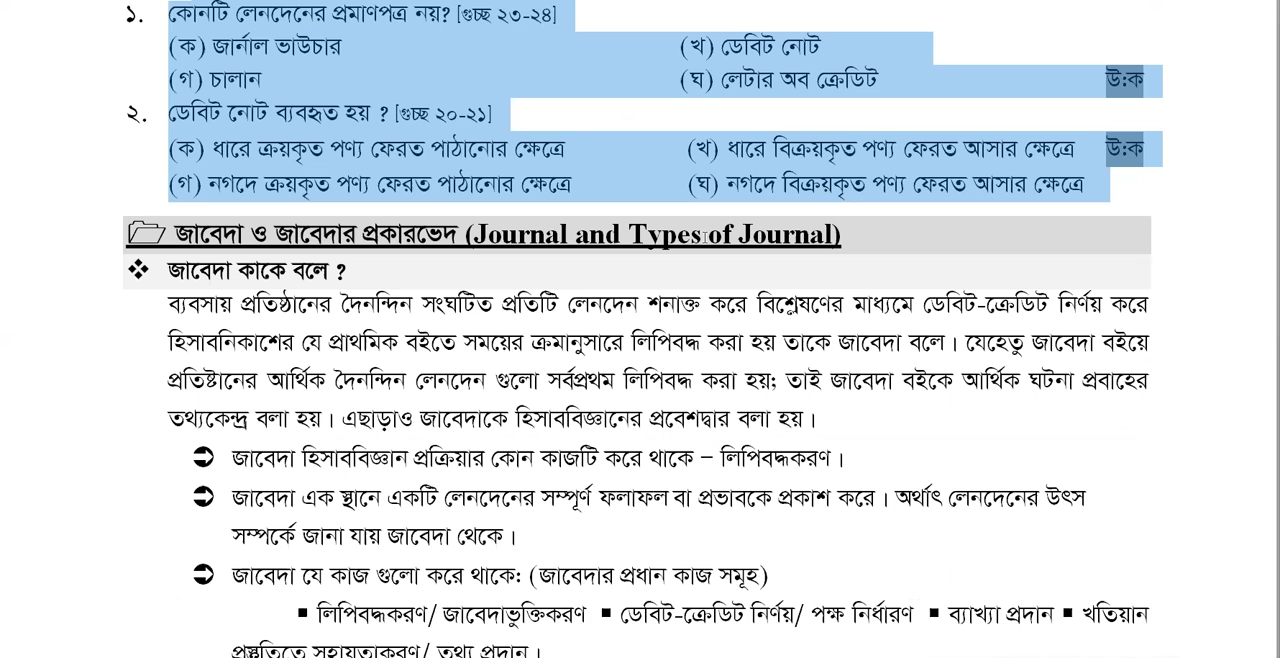 ১. কোনটি লেনদেনের প্রমাণপত্র নয়? [গুচ্ছ ২৩-২৪]
(ক) জার্নাল ভাউচার (খ) ডেবিট নোট
(গ) চালান (ঘ) লেটার অব ক্রেডিট উ:ক
২. ডেবিট নোট ব্যবহৃত হয় ? [গুচ্ছ ২০-২১]
(ক) ধারে ক্রয়কৃত পণ্য ফেরত পাঠানোর ক্ষেত্রে (খ) ধারে বিক্রয়কৃত পণ্য ফেরত আসার ক্ষেত্রে উ:ক
(গ) নগদে ক্রয়কৃত পণ্য ফেরত পাঠানোর ক্ষেত্রে (ঘ) নগদে বিক্রয়কৃত পণ্য ফেরত আসার ক্ষেত্রে
জাবেদা ও জাবেদার প্রকারভেদ (Journal and Types of Journal)
❖ জাবেদা কাকে বলে ?
ব্যবসায় প্রতিষ্ঠানের দৈনন্দিন সংঘটিত প্রতিটি লেনদেন শনাক্ত করে বিশ্লেষণের মাধ্যমে ডেবিট-ক্রেডিট নির্ণয় করে
হিসাবনিকাশের যে প্রাথমিক বইতে সময়ের ক্রমানুসারে লিপিবদ্ধ করা হয় তাকে জাবেদা বলে। যেহেতু জাবেদা বইয়ে
প্রতিষ্টানের আর্থিক দৈনন্দিন লেনদেন গুলো সর্বপ্রথম লিপিবদ্ধ করা হয়; তাই জাবেদা বইকে আর্থিক ঘটনা প্রবাহের
তথ্যকেন্দ্র বলা হয়। এছাড়াও জাবেদাকে হিসাববিজ্ঞানের প্রবেশদ্বার বলা হয়।
➲ জাবেদা হিসাববিজ্ঞান প্রক্রিয়ার কোন কাজটি করে থাকে – লিপিবদ্ধকরণ।
➲ জাবেদা এক স্থানে একটি লেনদেনের সম্পূর্ণ ফলাফল বা প্রভাবকে প্রকাশ করে। অর্থাৎ লেনদেনের উৎস
সম্পর্কে জানা যায় জাবেদা থেকে।
➲ জাবেদা যে কাজ গুলো করে থাকে: (জাবেদার প্রধান কাজ সমূহ)
▪ লিপিবদ্ধকরণ/ জাবেদাভুক্তিকরণ ▪ ডেবিট-ক্রেডিট নির্ণয়/ পক্ষ নির্ধারণ ▪ ব্যাখ্যা প্রদান ▪ খতিয়ান
প্রস্তুতিতে সহায়তাকরণ/ তথ্য প্রদান।